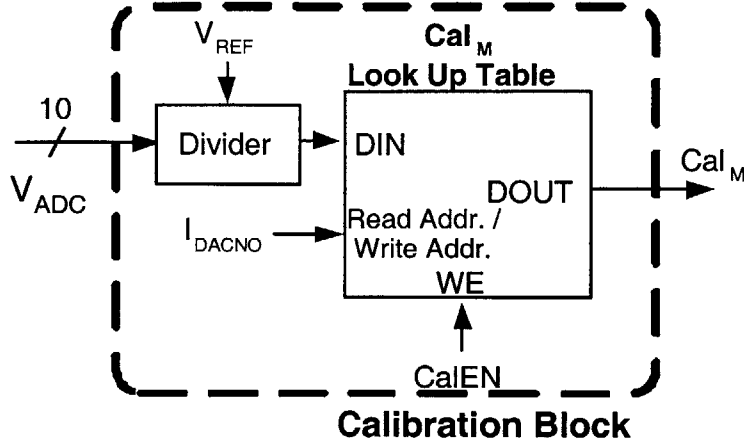 V_REF
Cal_M
Look Up Table
10
Divider
DIN
V_ADC
Cal_M
DOUT
I_DACNO
Read Addr. /
Write Addr.
WE
CalEN
Calibration Block